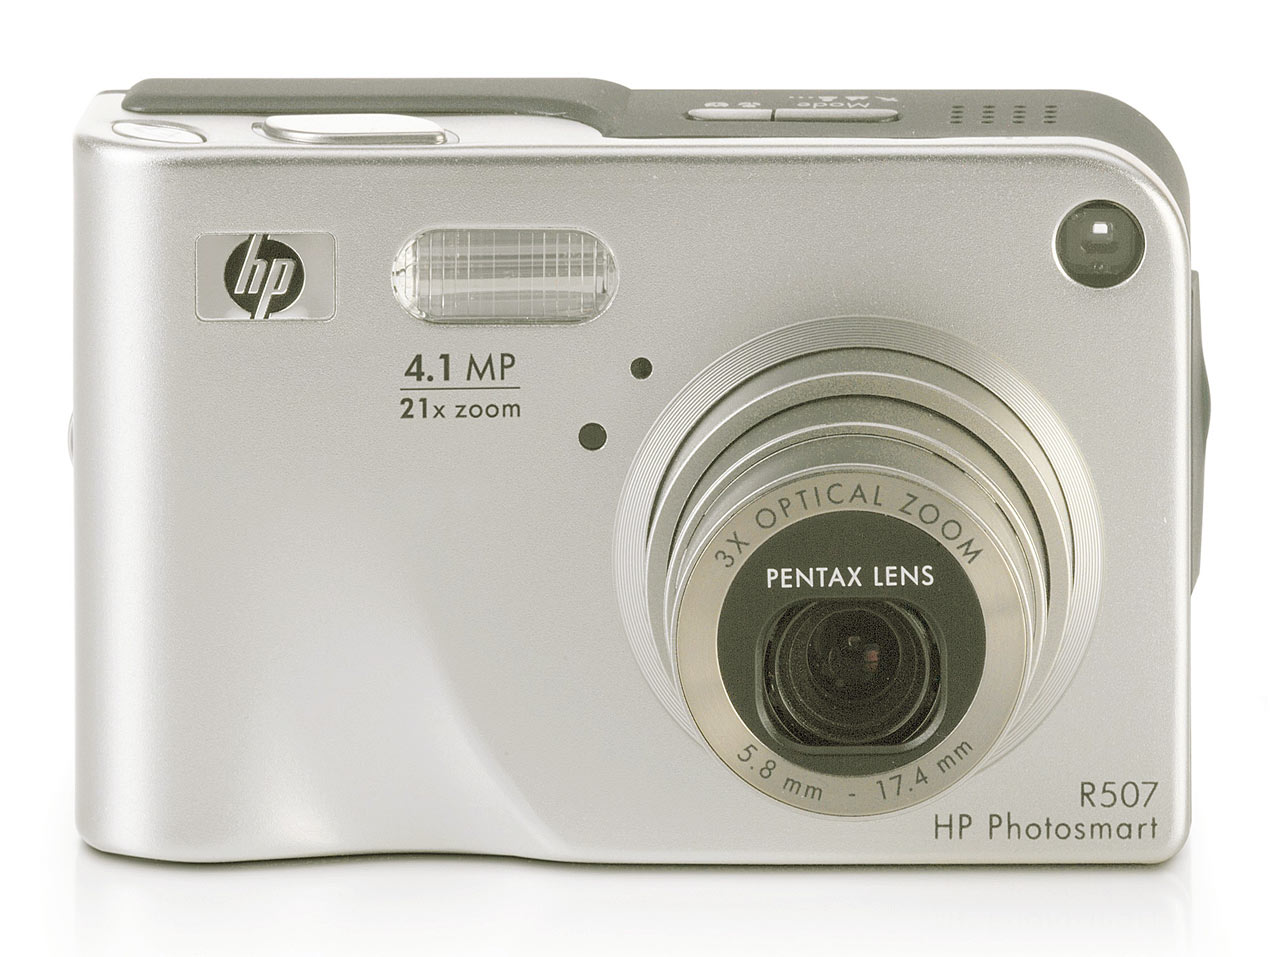 Mode
hp
4.1 MP
21x zoom
3X OPTICAL ZOOM
PENTAX LENS
5.8 mm - 17.4 mm
R507
HP Photosmart